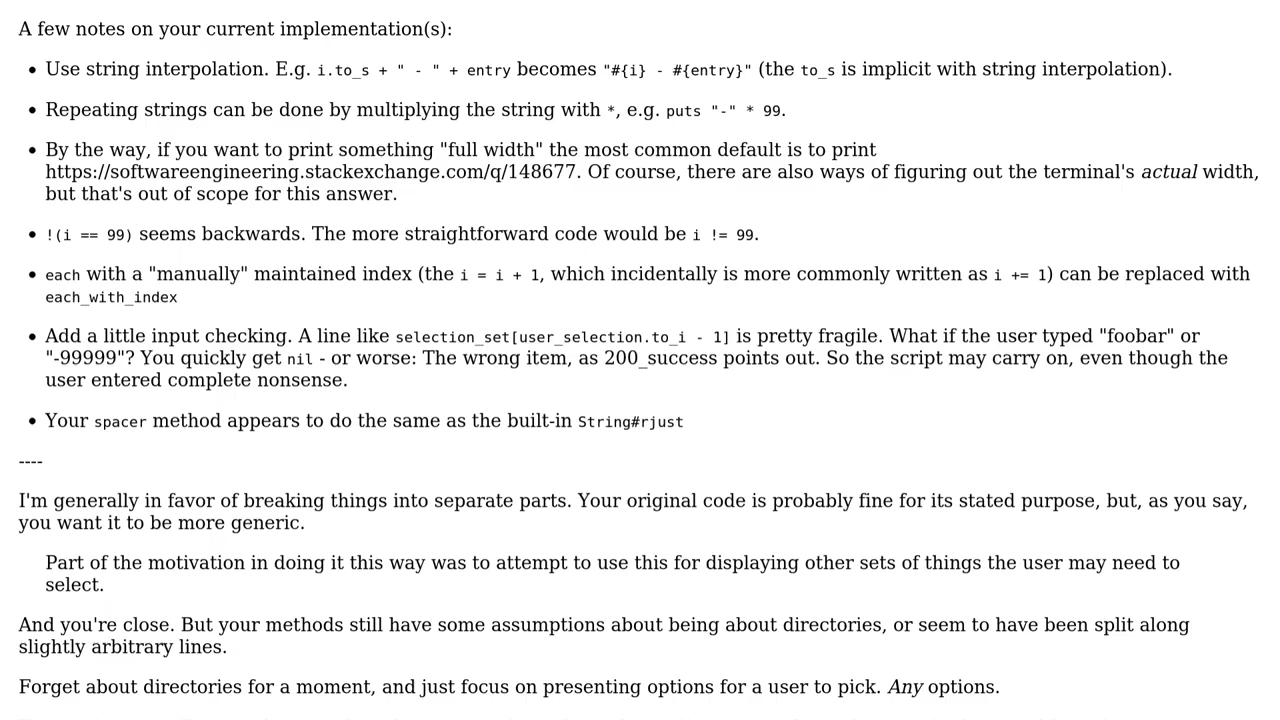 A few notes on your current implementation(s):
• Use string interpolation. E.g. i.to_s + " - " + entry becomes "#{i} - #{entry}" (the to_s is implicit with string interpolation).
• Repeating strings can be done by multiplying the string with *, e.g. puts "-" * 99.
• By the way, if you want to print something "full width" the most common default is to print
https://softwareengineering.stackexchange.com/q/148677. Of course, there are also ways of figuring out the terminal's actual width,
but that's out of scope for this answer.
• !(i == 99) seems backwards. The more straightforward code would be i != 99.
• each with a "manually" maintained index (the i = i + 1, which incidentally is more commonly written as i += 1) can be replaced with
each_with_index
• Add a little input checking. A line like selection_set[user_selection.to_i - 1] is pretty fragile. What if the user typed "foobar" or
"-99999"? You quickly get nil - or worse: The wrong item, as 200_success points out. So the script may carry on, even though the
user entered complete nonsense.
• Your spacer method appears to do the same as the built-in String#rjust
----
I'm generally in favor of breaking things into separate parts. Your original code is probably fine for its stated purpose, but, as you say,
you want it to be more generic.
Part of the motivation in doing it this way was to attempt to use this for displaying other sets of things the user may need to
select.
And you're close. But your methods still have some assumptions about being about directories, or seem to have been split along
slightly arbitrary lines.
Forget about directories for a moment, and just focus on presenting options for a user to pick. Any options.